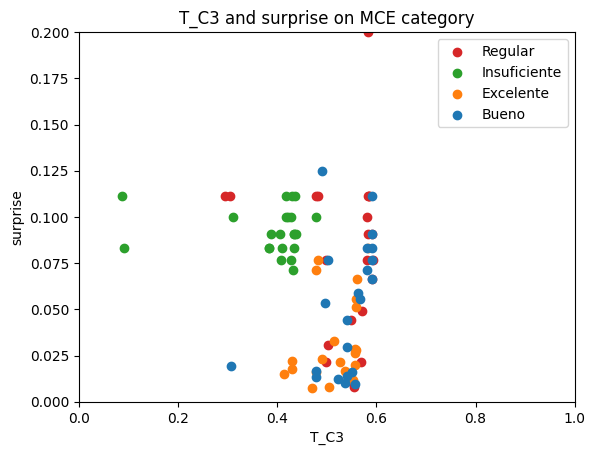 T_C3 and surprise on MCE category
0.200
0.175
0.150
0.125
0.100
0.075
0.050
0.025
0.000
surprise
Regular
Insuficiente
Excelente
Bueno
0.0 0.2 0.4 0.6 0.8 1.0
T_C3